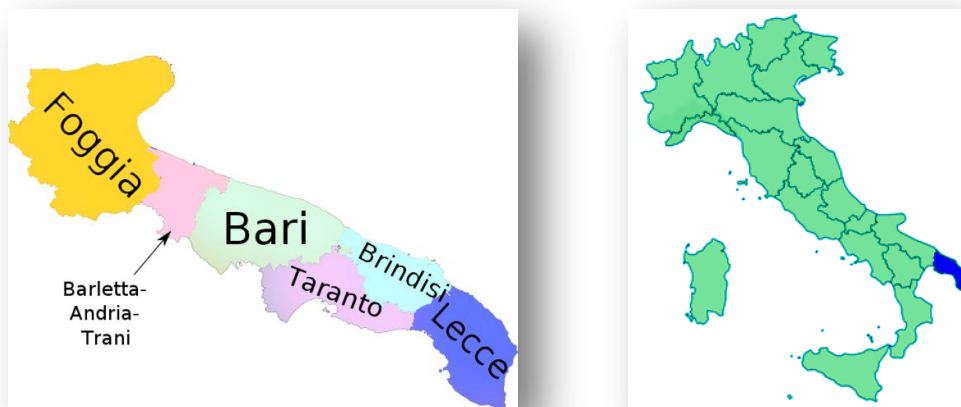 Foggia
Bari
Brindisi
Taranto
Lecce
Barletta-
Andria-
Trani